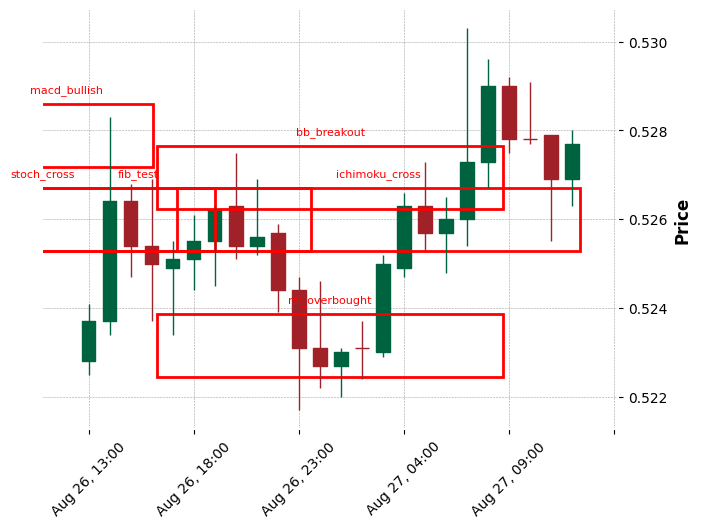 0.530
macd_bullish
0.528
bb_breakout
stoch_cross
fib_test
ichimoku_cross
0.526
Price
0.524
rsi_overbought
0.522
Aug 26, 13:00
Aug 26, 18:00
Aug 26, 23:00
Aug 27, 04:00
Aug 27, 09:00